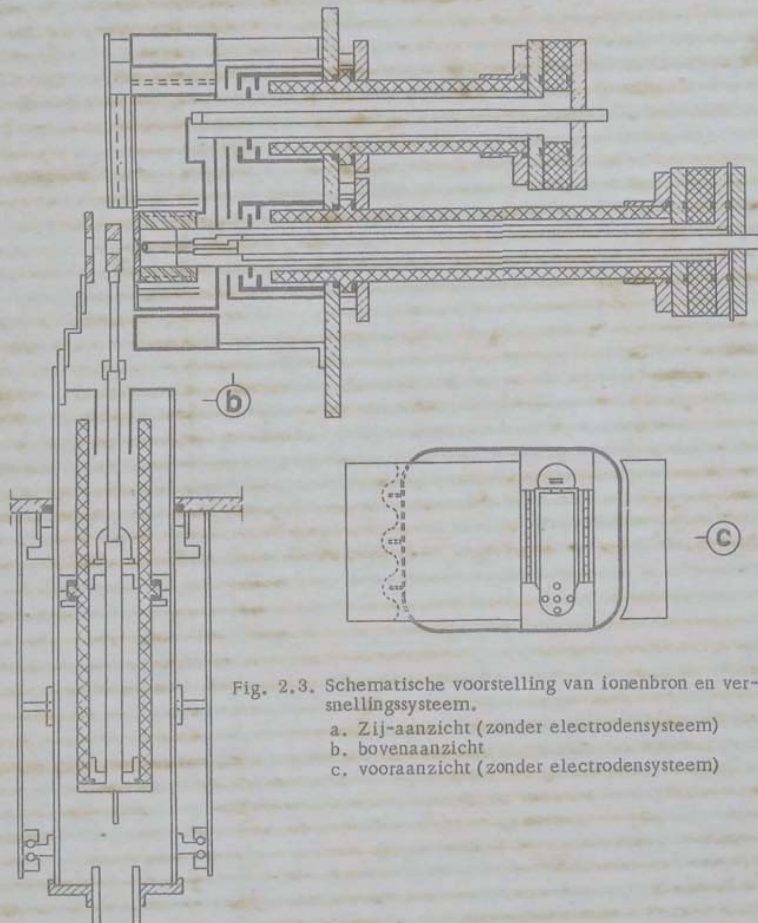 b
c
Fig. 2.3. Schematische voorstelling van ionenbron en ver-
snellingssysteem.
a. Zij-aanzicht (zonder electrodensysteem)
b. bovenaanzicht
c. vooraanzicht (zonder electrodensysteem)